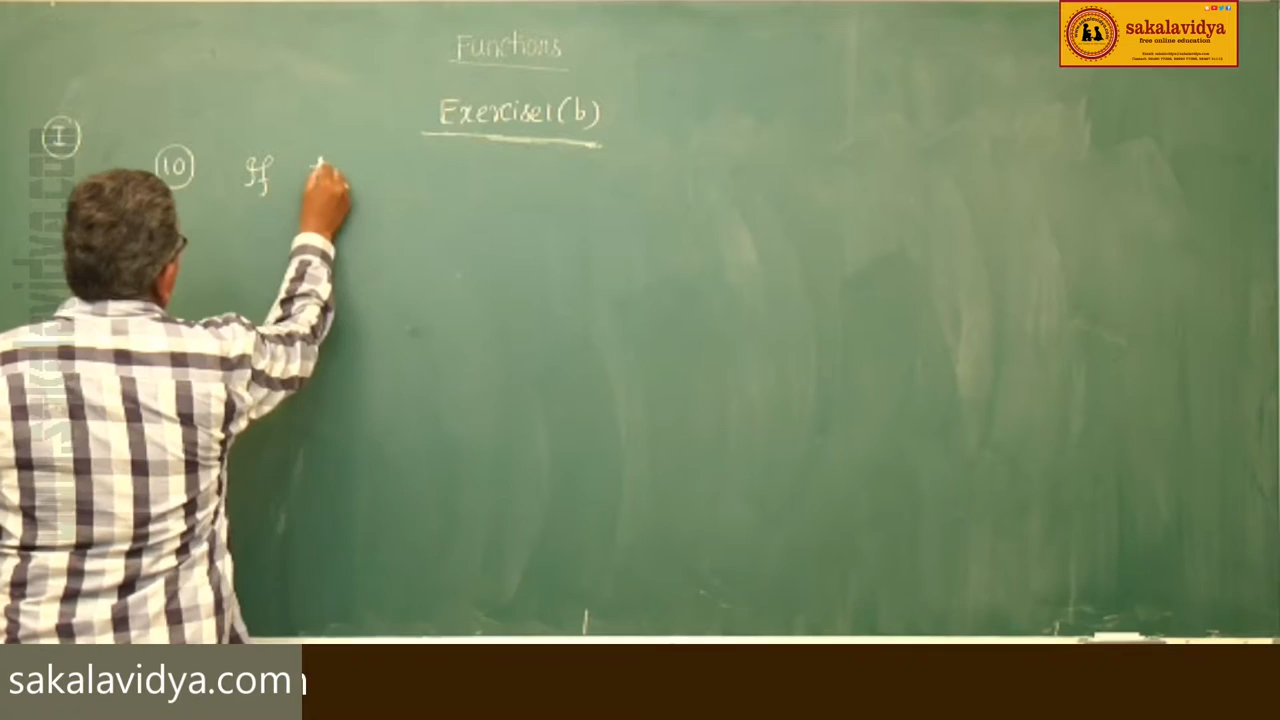 Functions
Exercise 1(b)
I
10 If
sakalavidya
free online education
sakalavidya.com